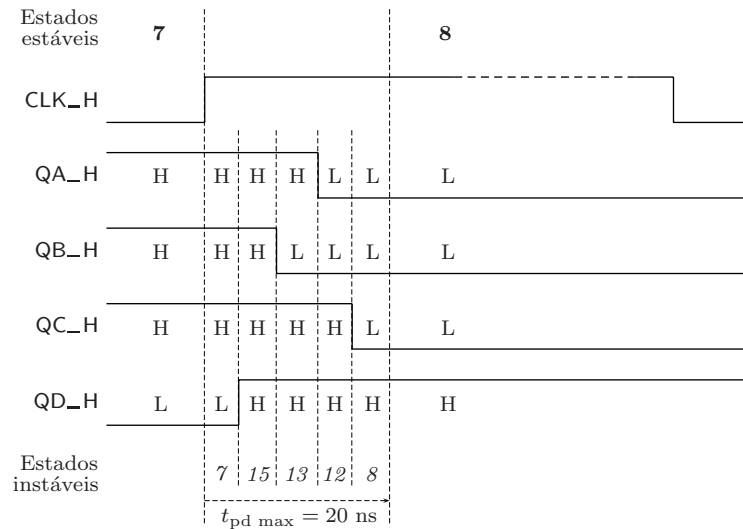 Estados
estáveis
7 8
CLK_H
QA_H H H H H L L L
QB_H H H H L L L L
QC_H H H H H H L L
QD_H L L H H H H H
Estados
instáveis
7 15 13 12 8
tpd max = 20 ns